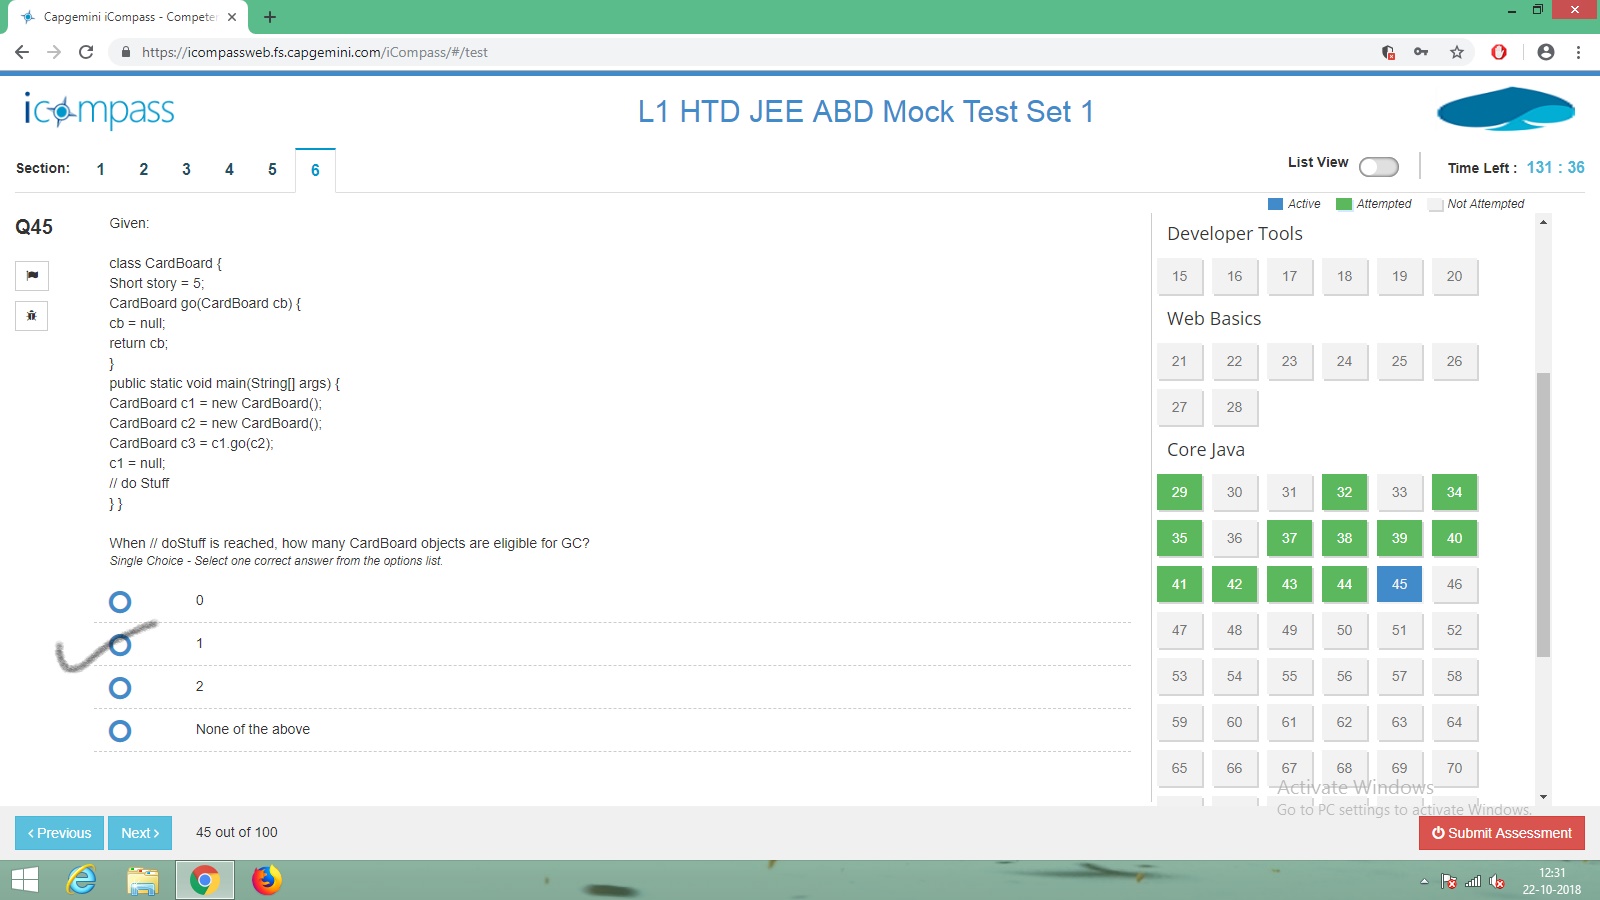 Capgemini iCompass - Competer
https://icompassweb.fs.capgemini.com/iCompass/#/test
icompass
L1 HTD JEE ABD Mock Test Set 1
Section: 1 2 3 4 5 6
List View
Time Left : 131 : 36
Active Attempted Not Attempted
Q45
Given:
class CardBoard {
Short story = 5;
CardBoard go(CardBoard cb) {
cb = null;
return cb;
}
public static void main(String[] args) {
CardBoard c1 = new CardBoard();
CardBoard c2 = new CardBoard();
CardBoard c3 = c1.go(c2);
c1 = null;
// do Stuff
} }
When // doStuff is reached, how many CardBoard objects are eligible for GC?
Single Choice - Select one correct answer from the options list.
0
1
2
None of the above
Developer Tools
15 16 17 18 19 20
Web Basics
21 22 23 24 25 26
27 28
Core Java
29 30 31 32 33 34
35 36 37 38 39 40
41 42 43 44 45 46
47 48 49 50 51 52
53 54 55 56 57 58
59 60 61 62 63 64
65 66 67 68 69 70
Activate Windows
Go to PC settings to activate Windows.
Previous
Next
45 out of 100
Submit Assessment
12:31
22-10-2018